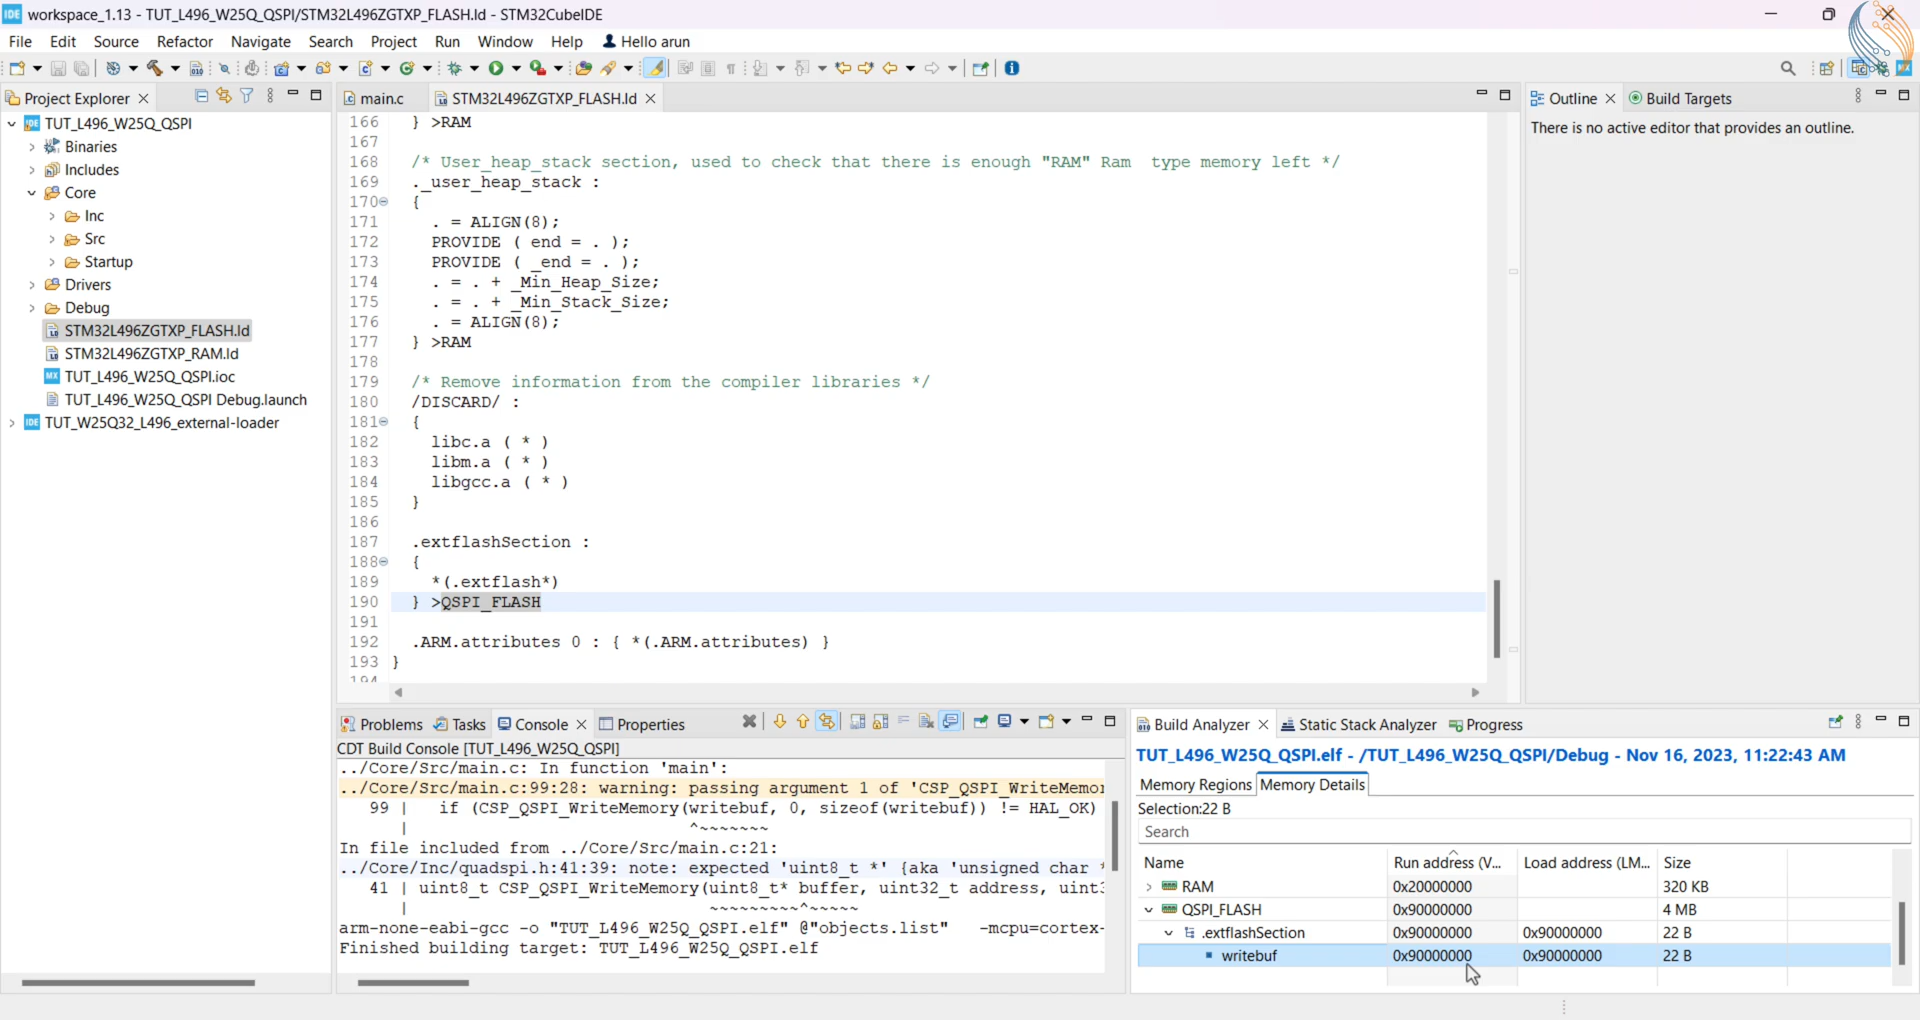 IDE workspace_1.13 - TUT_L496_W25Q_QSPI/STM32L496ZGTXP_FLASH.ld - STM32CubeIDE
File Edit Source Refactor Navigate Search Project Run Window Help Hello arun
Project Explorer
TUT_L496_W25Q_QSPI
Binaries
Includes
Core
Inc
Src
Startup
Drivers
Debug
STM32L496ZGTXP_FLASH.ld
STM32L496ZGTXP_RAM.ld
MX TUT_L496_W25Q_QSPI.ioc
TUT_L496_W25Q_QSPI Debug.launch
IDE TUT_W25Q32_L496_external-loader
main.c STM32L496ZGTXP_FLASH.ld
166 } >RAM
167
168 /* User_heap_stack section, used to check that there is enough "RAM" Ram  type memory left */
169 ._user_heap_stack :
170 {
171 . = ALIGN(8);
172 PROVIDE ( end = . );
173 PROVIDE ( _end = . );
174 . = . + _Min_Heap_Size;
175 . = . + _Min_Stack_Size;
176 . = ALIGN(8);
177 } >RAM
178
179 /* Remove information from the compiler libraries */
180 /DISCARD/ :
181 {
182 libc.a ( * )
183 libm.a ( * )
184 libgcc.a ( * )
185 }
186
187 .extflashSection :
188 {
189 *(.extflash*)
190 } >QSPI_FLASH
191
192 .ARM.attributes 0 : { *(.ARM.attributes) }
193 }
194
Outline Build Targets
There is no active editor that provides an outline.
Problems Tasks Console Properties
CDT Build Console [TUT_L496_W25Q_QSPI]
../Core/Src/main.c: In function 'main':
../Core/Src/main.c:99:28: warning: passing argument 1 of 'CSP_QSPI_WriteMemor
99 | if (CSP_QSPI_WriteMemory(writebuf, 0, sizeof(writebuf)) != HAL_OK)
| ^~~~~~~~
In file included from ../Core/Src/main.c:21:
../Core/Inc/quadspi.h:41:39: note: expected 'uint8_t *' {aka 'unsigned char *
41 | uint8_t CSP_QSPI_WriteMemory(uint8_t* buffer, uint32_t address, uint3
| ~~~~~~~~~^~~~~~
arm-none-eabi-gcc -o "TUT_L496_W25Q_QSPI.elf" @"objects.list" -mcpu=cortex-
Finished building target: TUT_L496_W25Q_QSPI.elf
Build Analyzer Static Stack Analyzer Progress
TUT_L496_W25Q_QSPI.elf - /TUT_L496_W25Q_QSPI/Debug - Nov 16, 2023, 11:22:43 AM
Memory Regions Memory Details
Selection:22 B
Search
Name Run address (V... Load address (LM... Size
RAM 0x20000000 320 KB
QSPI_FLASH 0x90000000 4 MB
.extflashSection 0x90000000 0x90000000 22 B
writebuf 0x90000000 0x90000000 22 B